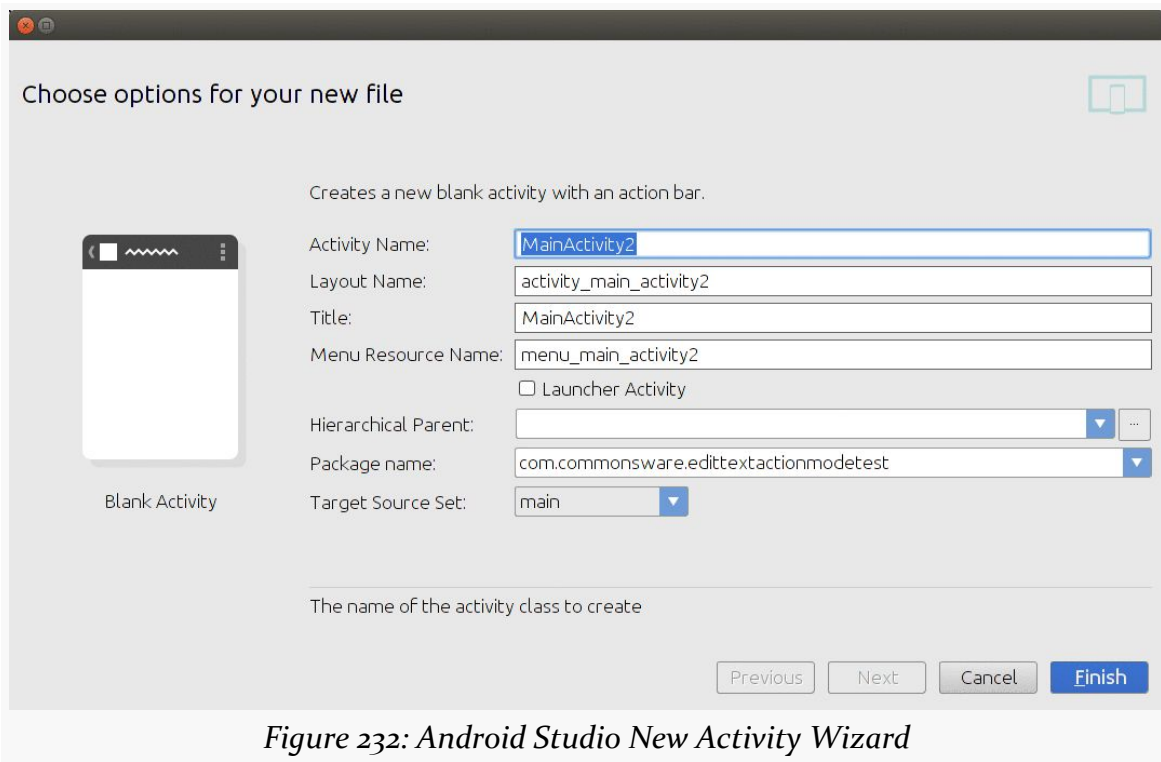 Choose options for your new file
Creates a new blank activity with an action bar.
Activity Name: MainActivity2
Layout Name: activity_main_activity2
Title: MainActivity2
Menu Resource Name: menu_main_activity2
Launcher Activity
Hierarchical Parent: ...
Package name: com.commonsware.edittextactionmodetest
Blank Activity
Target Source Set: main
The name of the activity class to create
Previous Next Cancel Finish
Figure 232: Android Studio New Activity Wizard